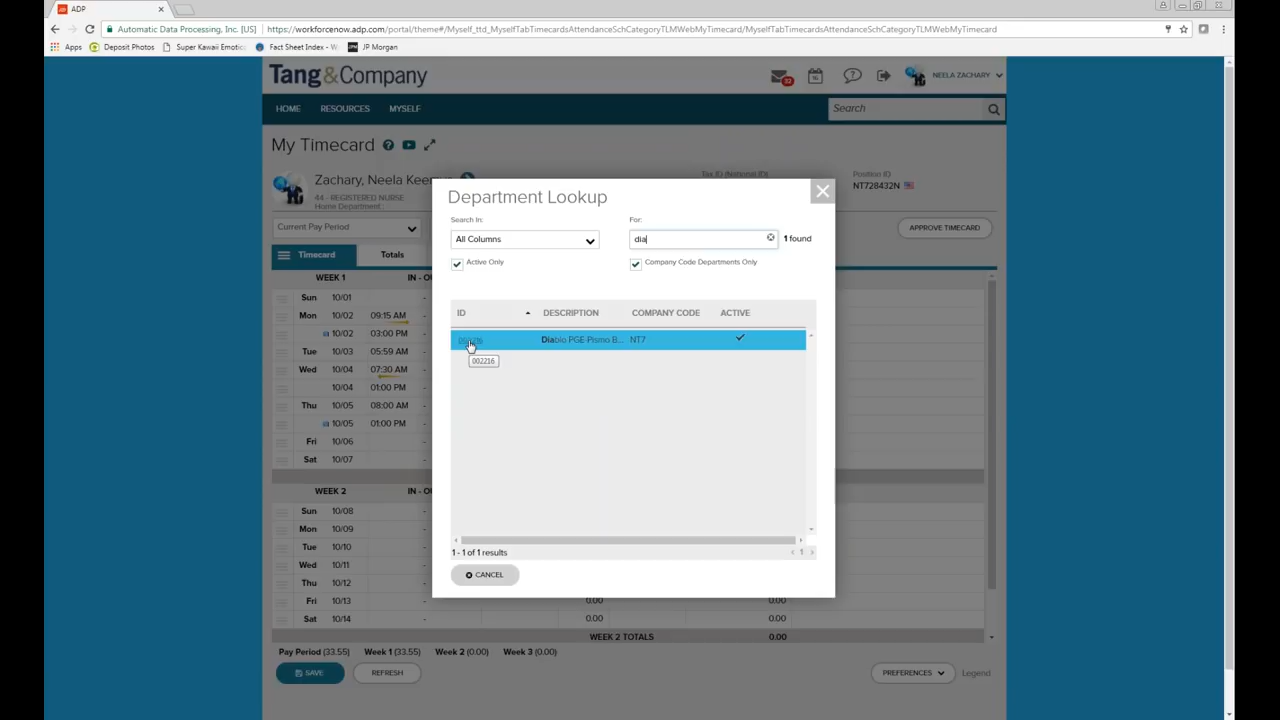 ADP
Automatic Data Processing, Inc. [US]
https://workforcenow.adp.com/portal/theme#/Myself_ttd_MyselfTabTimecardsAttendanceSchCategoryTLMWebMyTimecard/MyselfTabTimecardsAttendanceSchCategoryTLMWebMyTimecard
Apps Deposit Photos Super Kawaii Emotic Fact Sheet Index - W JP Morgan
Tang&Company
32
NEELA ZACHARY
HOME RESOURCES MYSELF
Search
My Timecard
Zachary, Neela
Tax ID (National ID)
Position ID
44 - REGISTERED NURSE
NT728432N
Home Department :
Current Pay Period
APPROVE TIMECARD
Timecard Totals
Department Lookup
Search In: For:
All Columns dia 1 found
Active Only Company Code Departments Only
ID DESCRIPTION COMPANY CODE ACTIVE
002216 Diablo PGE-Pismo B... NT7
002216
1 - 1 of 1 results 1
CANCEL
WEEK 1
Sun 10/01 -
Mon 10/02 09:15 AM -
10/02 03:00 PM -
Tue 10/03 05:59 AM -
Wed 10/04 07:30 AM -
10/04 01:00 PM -
Thu 10/05 08:00 AM -
10/05 01:00 PM -
Fri 10/06 -
Sat 10/07 -
WEEK 2
Sun 10/08 -
Mon 10/09 -
Tue 10/10 -
Wed 10/11 -
Thu 10/12 -
Fri 10/13 - 0.00 0.00
Sat 10/14 - 0.00 0.00
WEEK 2 TOTALS 0.00
Pay Period (33.55) Week 1 (33.55) Week 2 (0.00) Week 3 (0.00)
SAVE REFRESH PREFERENCES Legend